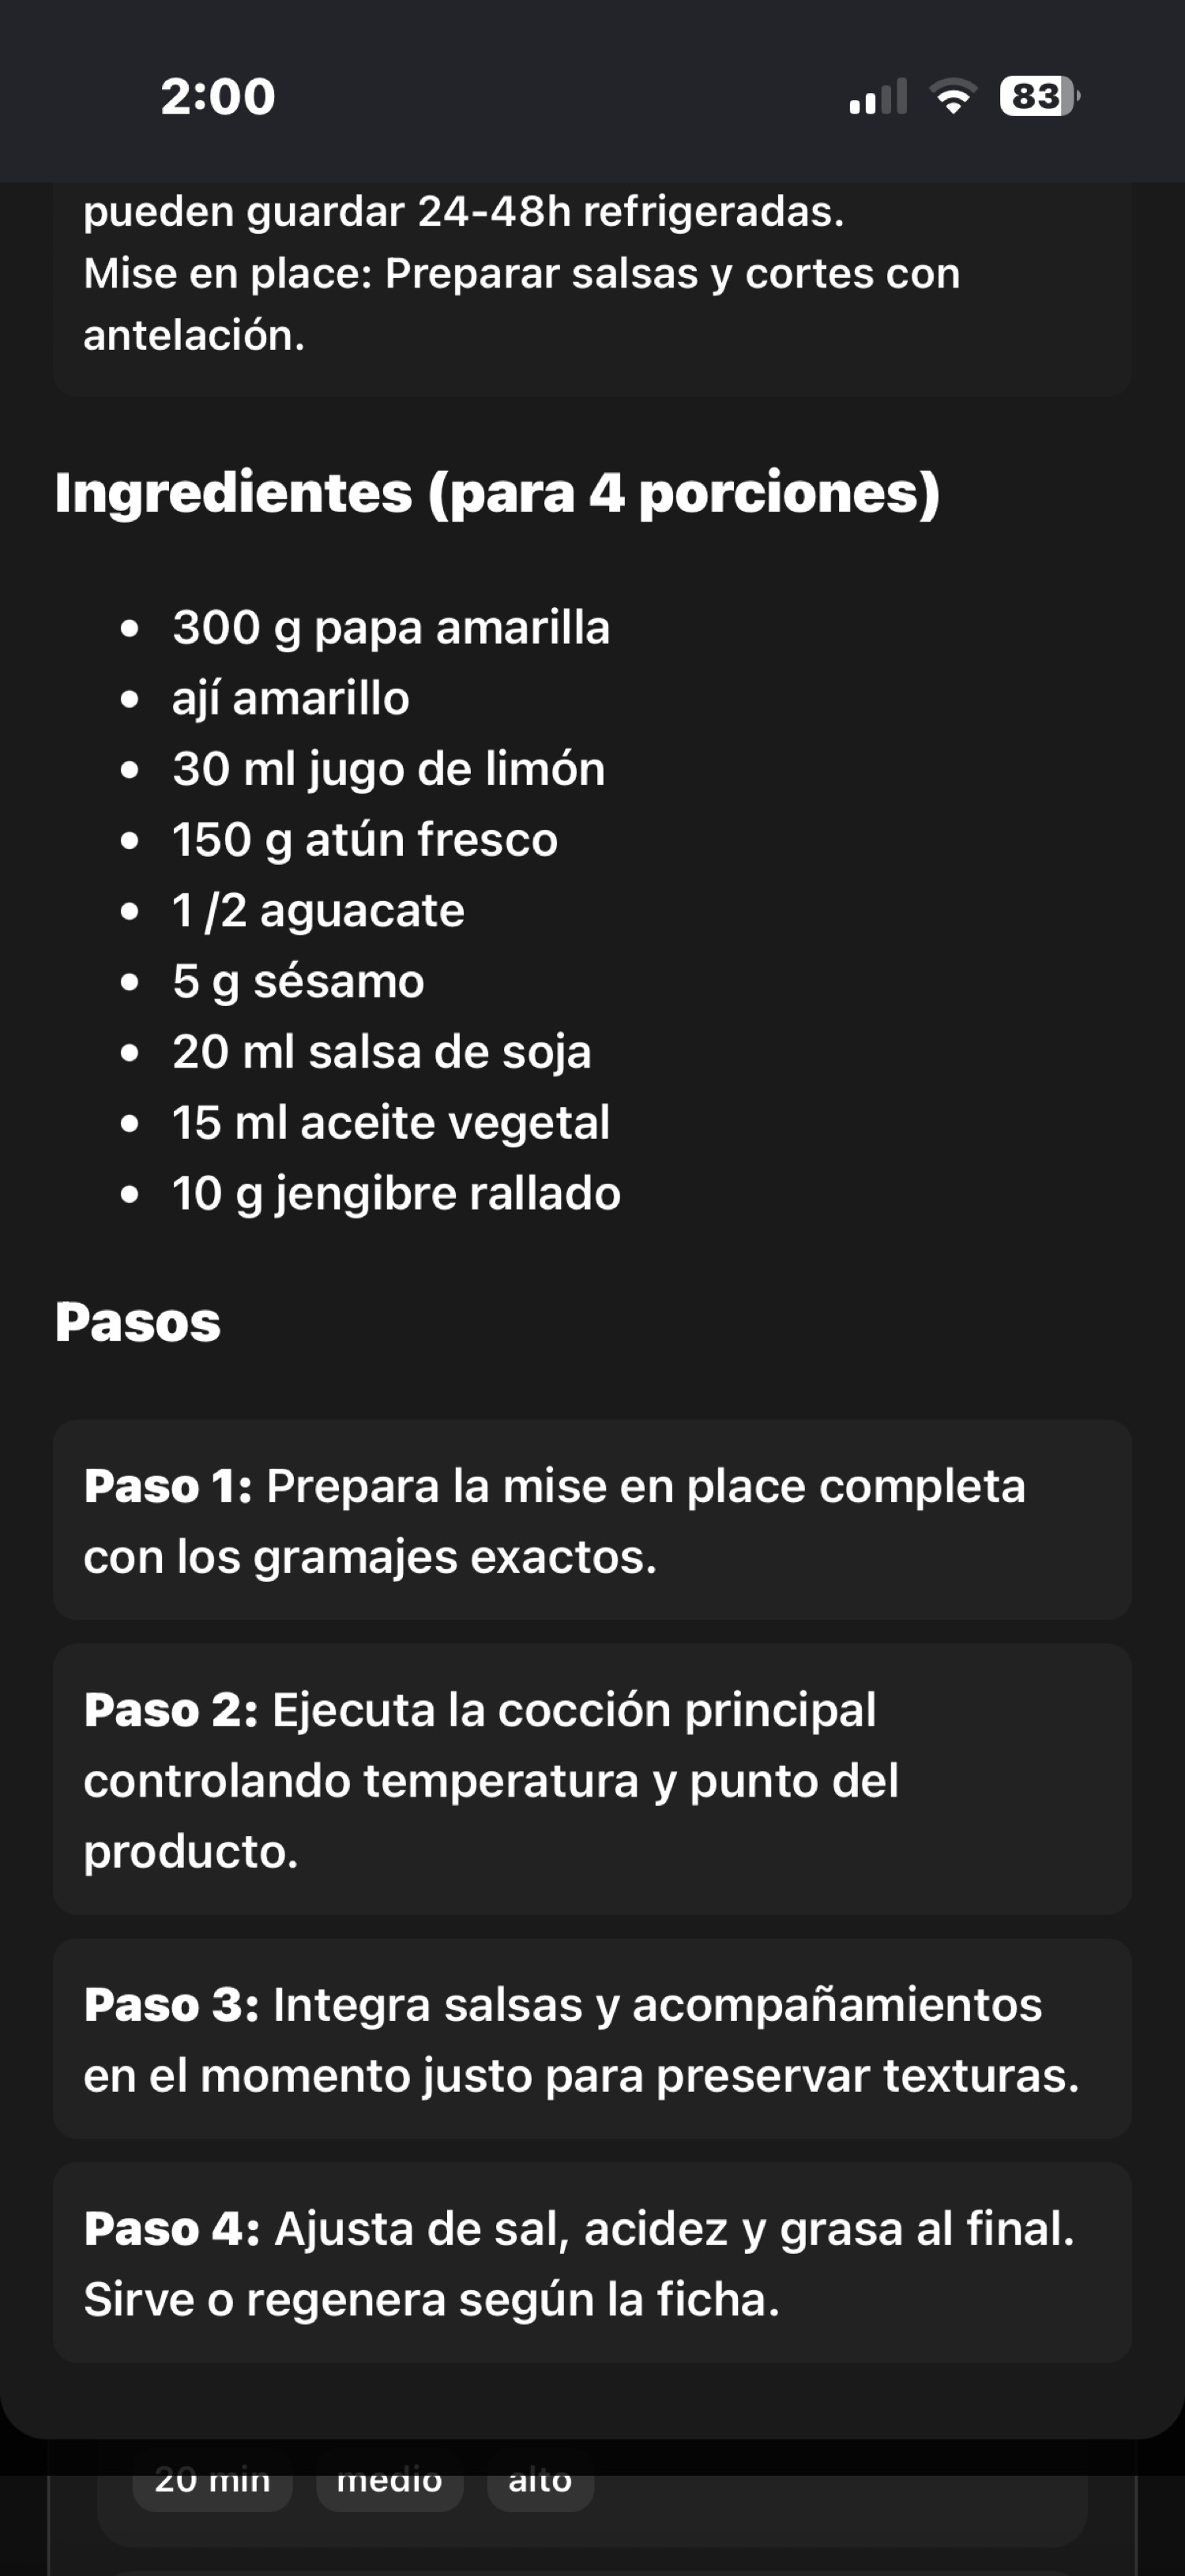 2:00
83
pueden guardar 24-48h refrigeradas.
Mise en place: Preparar salsas y cortes con
antelación.
Ingredientes (para 4 porciones)
• 300 g papa amarilla
• ají amarillo
• 30 ml jugo de limón
• 150 g atún fresco
• 1 /2 aguacate
• 5 g sésamo
• 20 ml salsa de soja
• 15 ml aceite vegetal
• 10 g jengibre rallado
Pasos
Paso 1: Prepara la mise en place completa
con los gramajes exactos.
Paso 2: Ejecuta la cocción principal
controlando temperatura y punto del
producto.
Paso 3: Integra salsas y acompañamientos
en el momento justo para preservar texturas.
Paso 4: Ajusta de sal, acidez y grasa al final.
Sirve o regenera según la ficha.
20 min medio alto